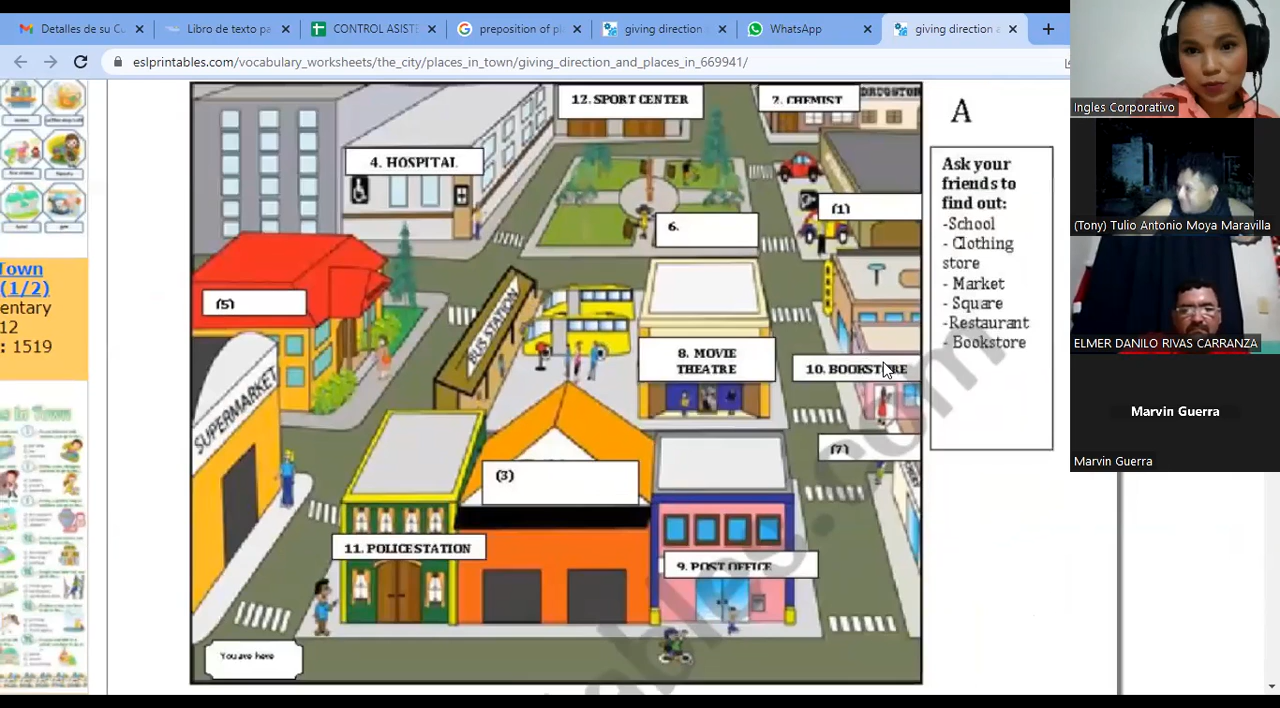 Detalles de su C
Libro de texto pa
CONTROL ASISTE
preposition of pl
giving direction
WhatsApp
giving direction a
eslprintables.com/vocabulary_worksheets/the_city/places_in_town/giving_direction_and_places_in_669941/
Ingles Corporativo
(Tony) Tulio Antonio Moya Maravilla
ELMER DANILO RIVAS CARRANZA
Marvin Guerra
Marvin Guerra
Town
(1/2)
entary
12
: 1519
12. SPORT CENTER
2. CHEMIST
DRUGSTOR
4. HOSPITAL
(1)
6.
(5)
BUS STATION
8. MOVIE
THEATRE
10. BOOKSTORE
SUPERMARKET
(7)
(3)
11. POLICE STATION
9. POST OFFICE
You are here
A
Ask your
friends to
find out:
-School
- Clothing
store
- Market
- Square
-Restaurant
- Bookstore